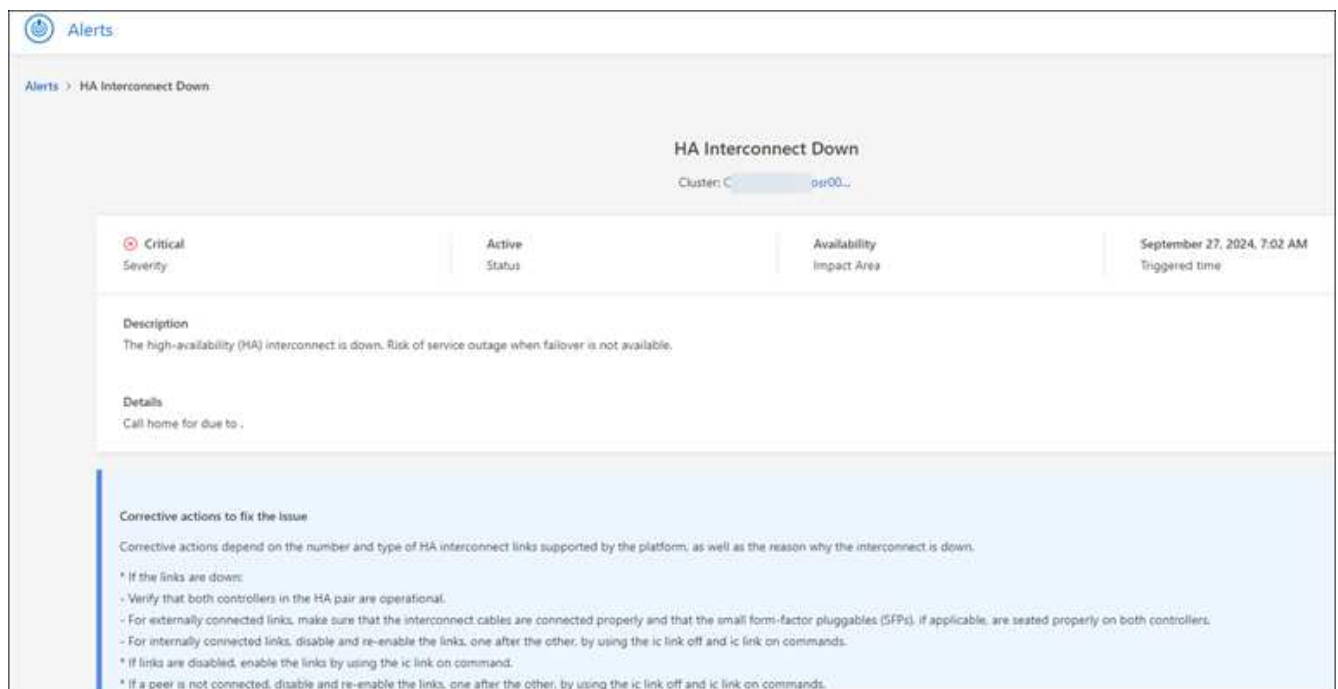 Alerts
Alerts > HA Interconnect Down
HA Interconnect Down
Cluster: C osr00...
Critical
Severity
Active
Status
Availability
Impact Area
September 27, 2024, 7:02 AM
Triggered time
Description
The high-availability (HA) interconnect is down. Risk of service outage when failover is not available.
Details
Call home for due to .
Corrective actions to fix the issue
Corrective actions depend on the number and type of HA interconnect links supported by the platform, as well as the reason why the interconnect is down.
* If the links are down:
- Verify that both controllers in the HA pair are operational.
- For externally connected links, make sure that the interconnect cables are connected properly and that the small form-factor pluggables (SFPs), if applicable, are seated properly on both controllers.
- For internally connected links, disable and re-enable the links, one after the other, by using the ic link off and ic link on commands.
* If links are disabled, enable the links by using the ic link on command.
* If a peer is not connected, disable and re-enable the links, one after the other, by using the ic link off and ic link on commands.